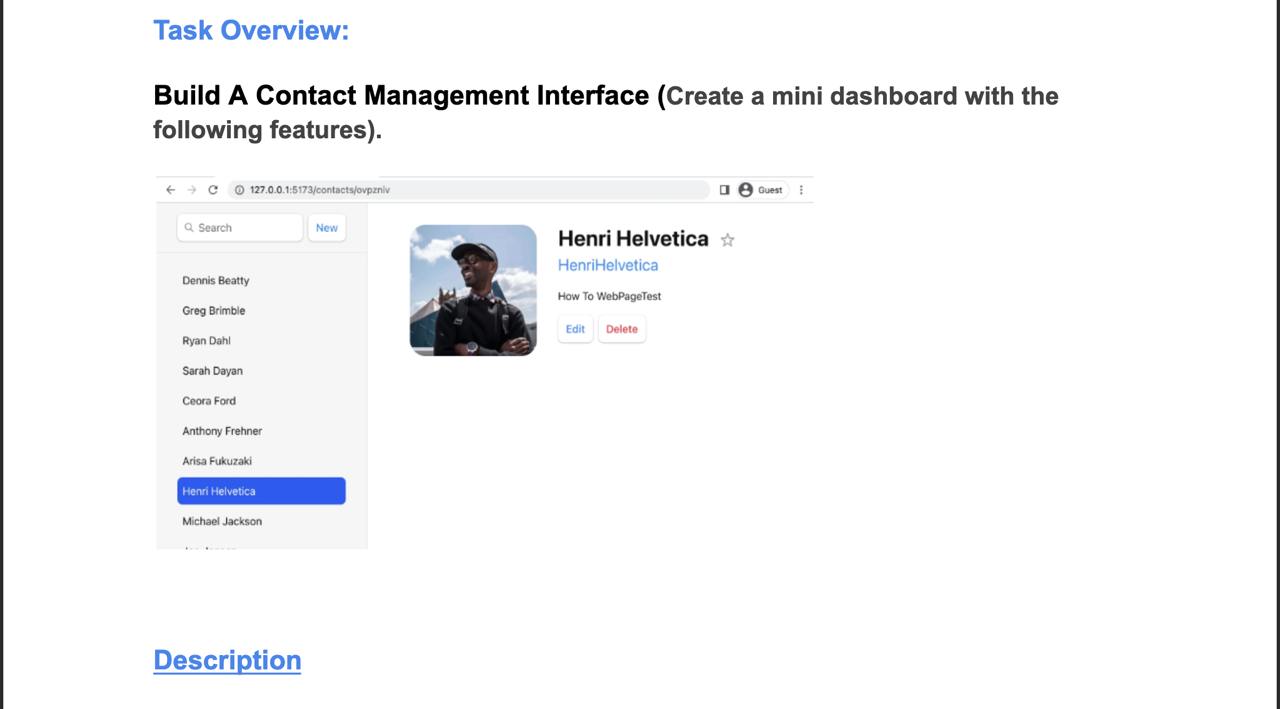 Task Overview:
Build A Contact Management Interface (Create a mini dashboard with the
following features).
127.0.0.1:5173/contacts/ovpzniv
Guest
Search
New
Dennis Beatty
Greg Brimble
Ryan Dahl
Sarah Dayan
Ceora Ford
Anthony Frehner
Arisa Fukuzaki
Henri Helvetica
Michael Jackson
Henri Helvetica
HenriHelvetica
How To WebPageTest
Edit
Delete
Description